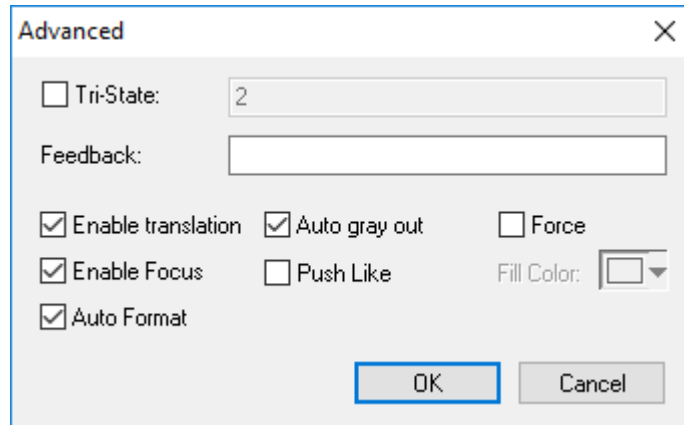 Advanced
Tri-State: 2
Feedback:
Enable translation Auto gray out Force
Enable Focus Push Like Fill Color:
Auto Format
OK Cancel